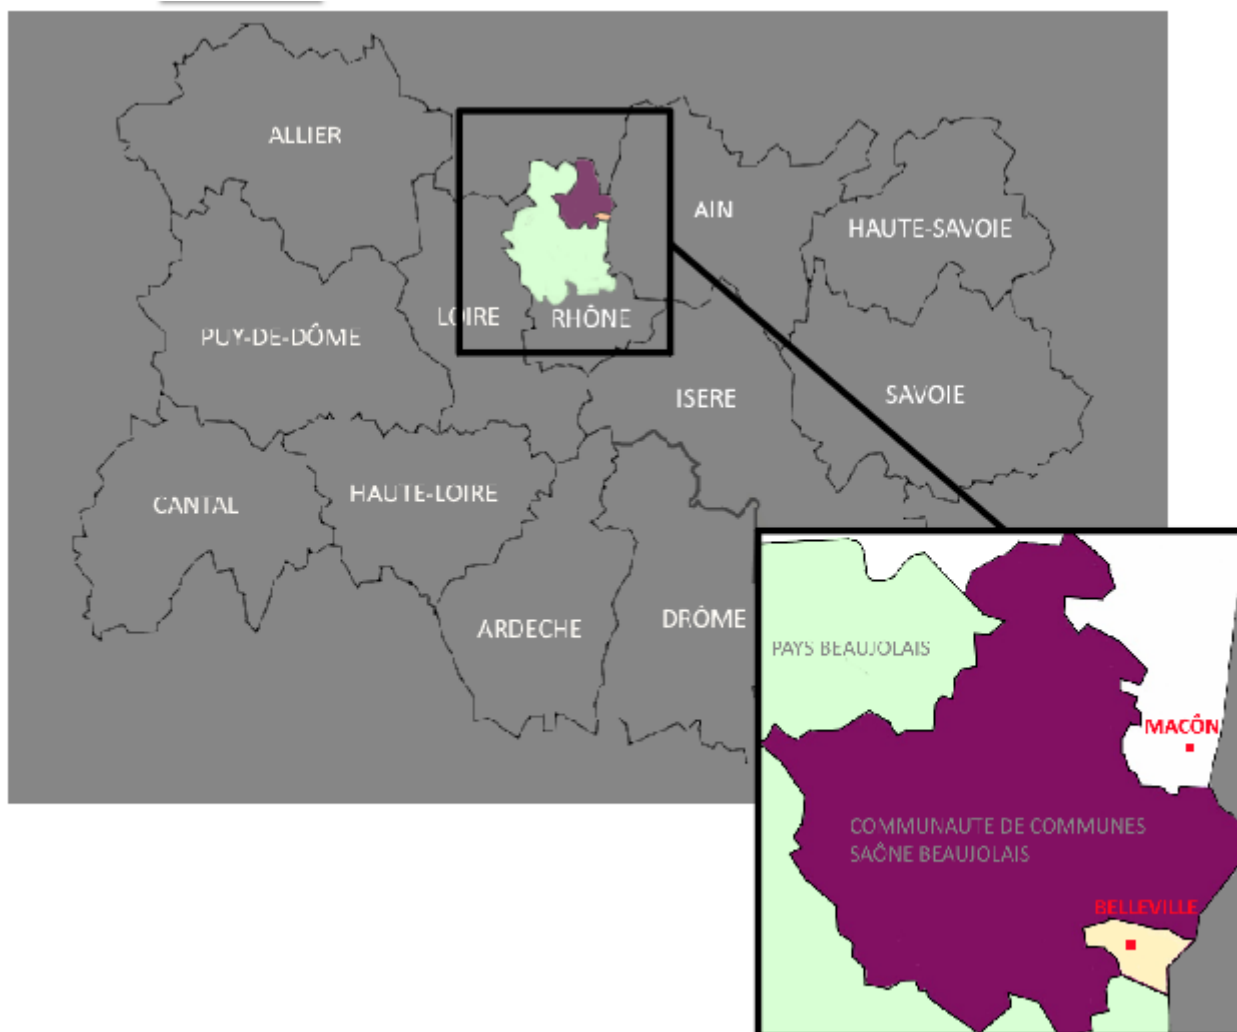 ALLIER
AIN
HAUTE-SAVOIE
LOIRE
RHÔNE
PUY-DE-DÔME
ISERE
SAVOIE
CANTAL
HAUTE-LOIRE
ARDECHE
DRÔME
PAYS BEAUJOLAIS
MACÔN
COMMUNAUTE DE COMMUNES
SAÔNE BEAUJOLAIS
BELLEVILLE